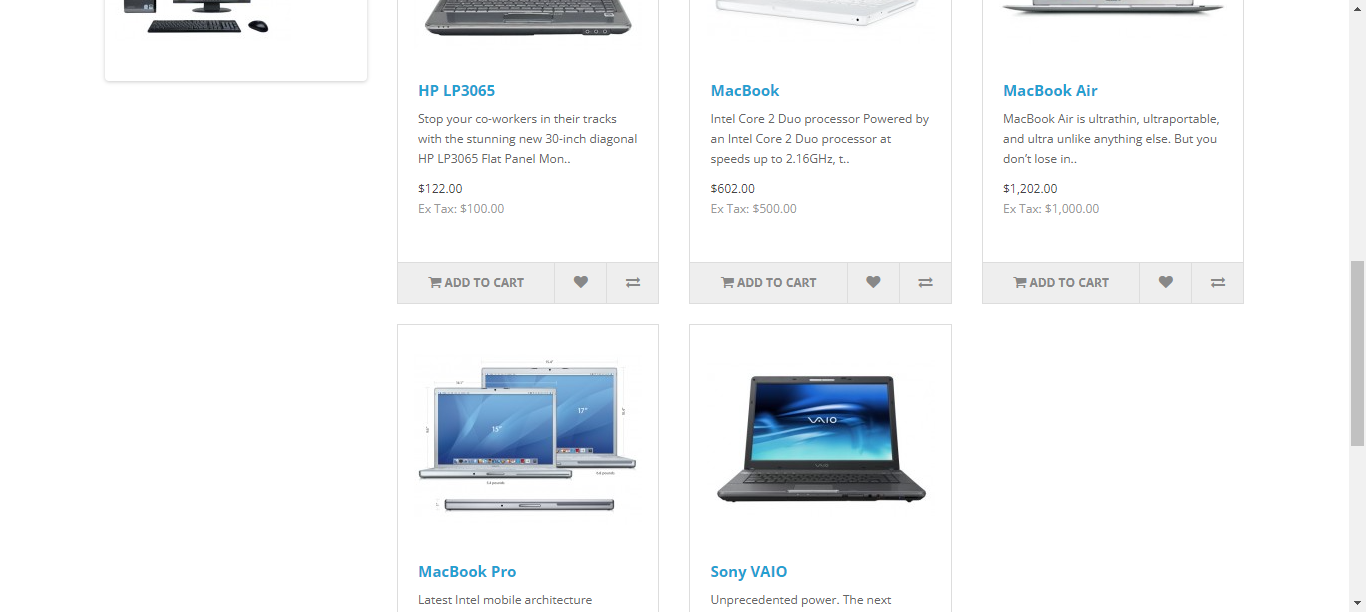 HP LP3065
Stop your co-workers in their tracks
with the stunning new 30-inch diagonal
HP LP3065 Flat Panel Mon..
$122.00
Ex Tax: $100.00
ADD TO CART
MacBook
Intel Core 2 Duo processor Powered by
an Intel Core 2 Duo processor at
speeds up to 2.16GHz, t..
$602.00
Ex Tax: $500.00
ADD TO CART
MacBook Air
MacBook Air is ultrathin, ultraportable,
and ultra unlike anything else. But you
don’t lose in..
$1,202.00
Ex Tax: $1,000.00
ADD TO CART
15"
17"
MacBook Pro
Latest Intel mobile architecture
VAIO
VAIO
Sony VAIO
Unprecedented power. The next